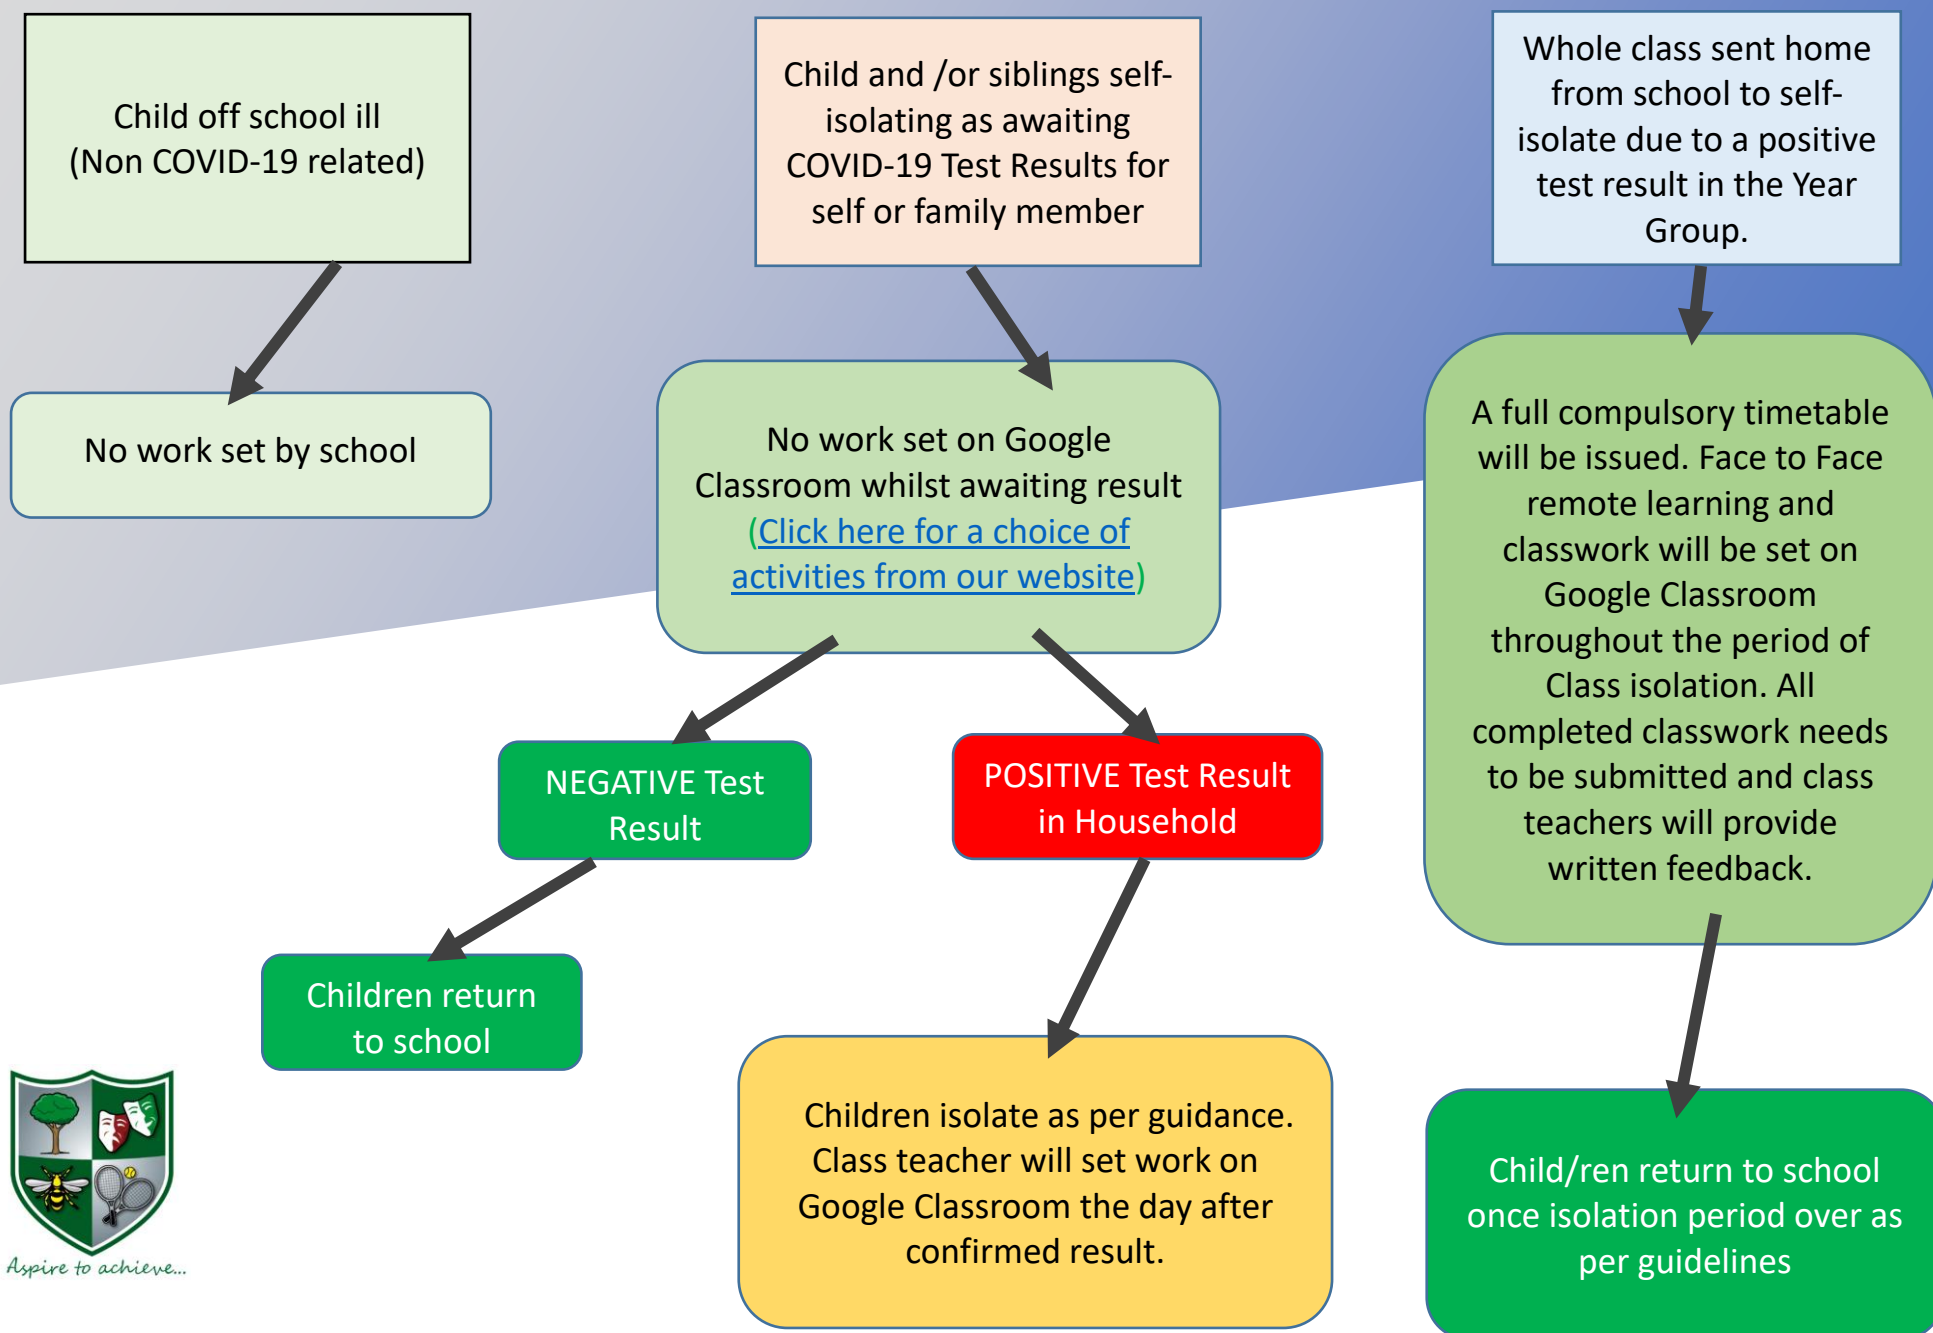 Child off school ill
(Non COVID-19 related)
No work set by school
Child and /or siblings self-
isolating as awaiting
COVID-19 Test Results for
self or family member
No work set on Google
Classroom whilst awaiting result
(Click here for a choice of
activities from our website)
NEGATIVE Test
Result
Children return
to school
POSITIVE Test Result
in Household
Children isolate as per guidance.
Class teacher will set work on
Google Classroom the day after
confirmed result.
Whole class sent home
from school to self-
isolate due to a positive
test result in the Year
Group.
A full compulsory timetable
will be issued. Face to Face
remote learning and
classwork will be set on
Google Classroom
throughout the period of
Class isolation. All
completed classwork needs
to be submitted and class
teachers will provide
written feedback.
Child/ren return to school
once isolation period over as
per guidelines
Aspire to achieve...